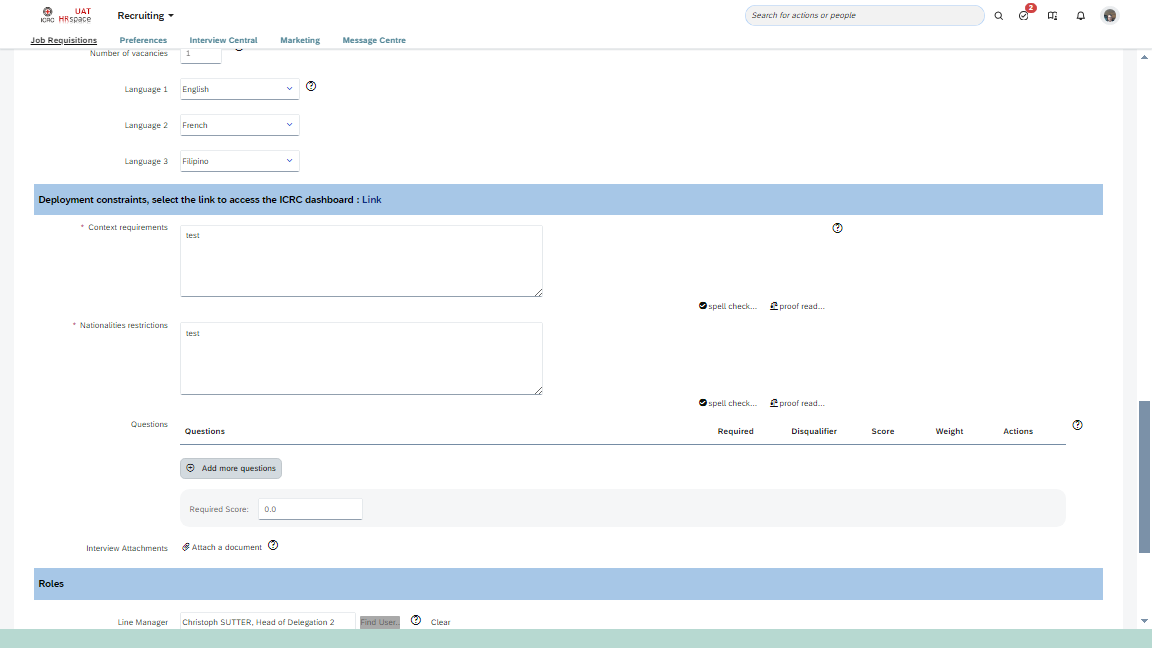 UAT
ICRC HRspace
Recruiting
Search for actions or people
2
Job Requisitions
Preferences
Interview Central
Marketing
Message Centre
Number of vacancies
1
Language 1
English
Language 2
French
Language 3
Filipino
Deployment constraints, select the link to access the ICRC dashboard : Link
* Context requirements
test
spell check...
proof read...
* Nationalities restrictions
test
spell check...
proof read...
Questions
Questions
Required
Disqualifier
Score
Weight
Actions
Add more questions
Required Score:
0.0
Interview Attachments
Attach a document
Roles
Line Manager
Christoph SUTTER, Head of Delegation 2
Find User..
Clear